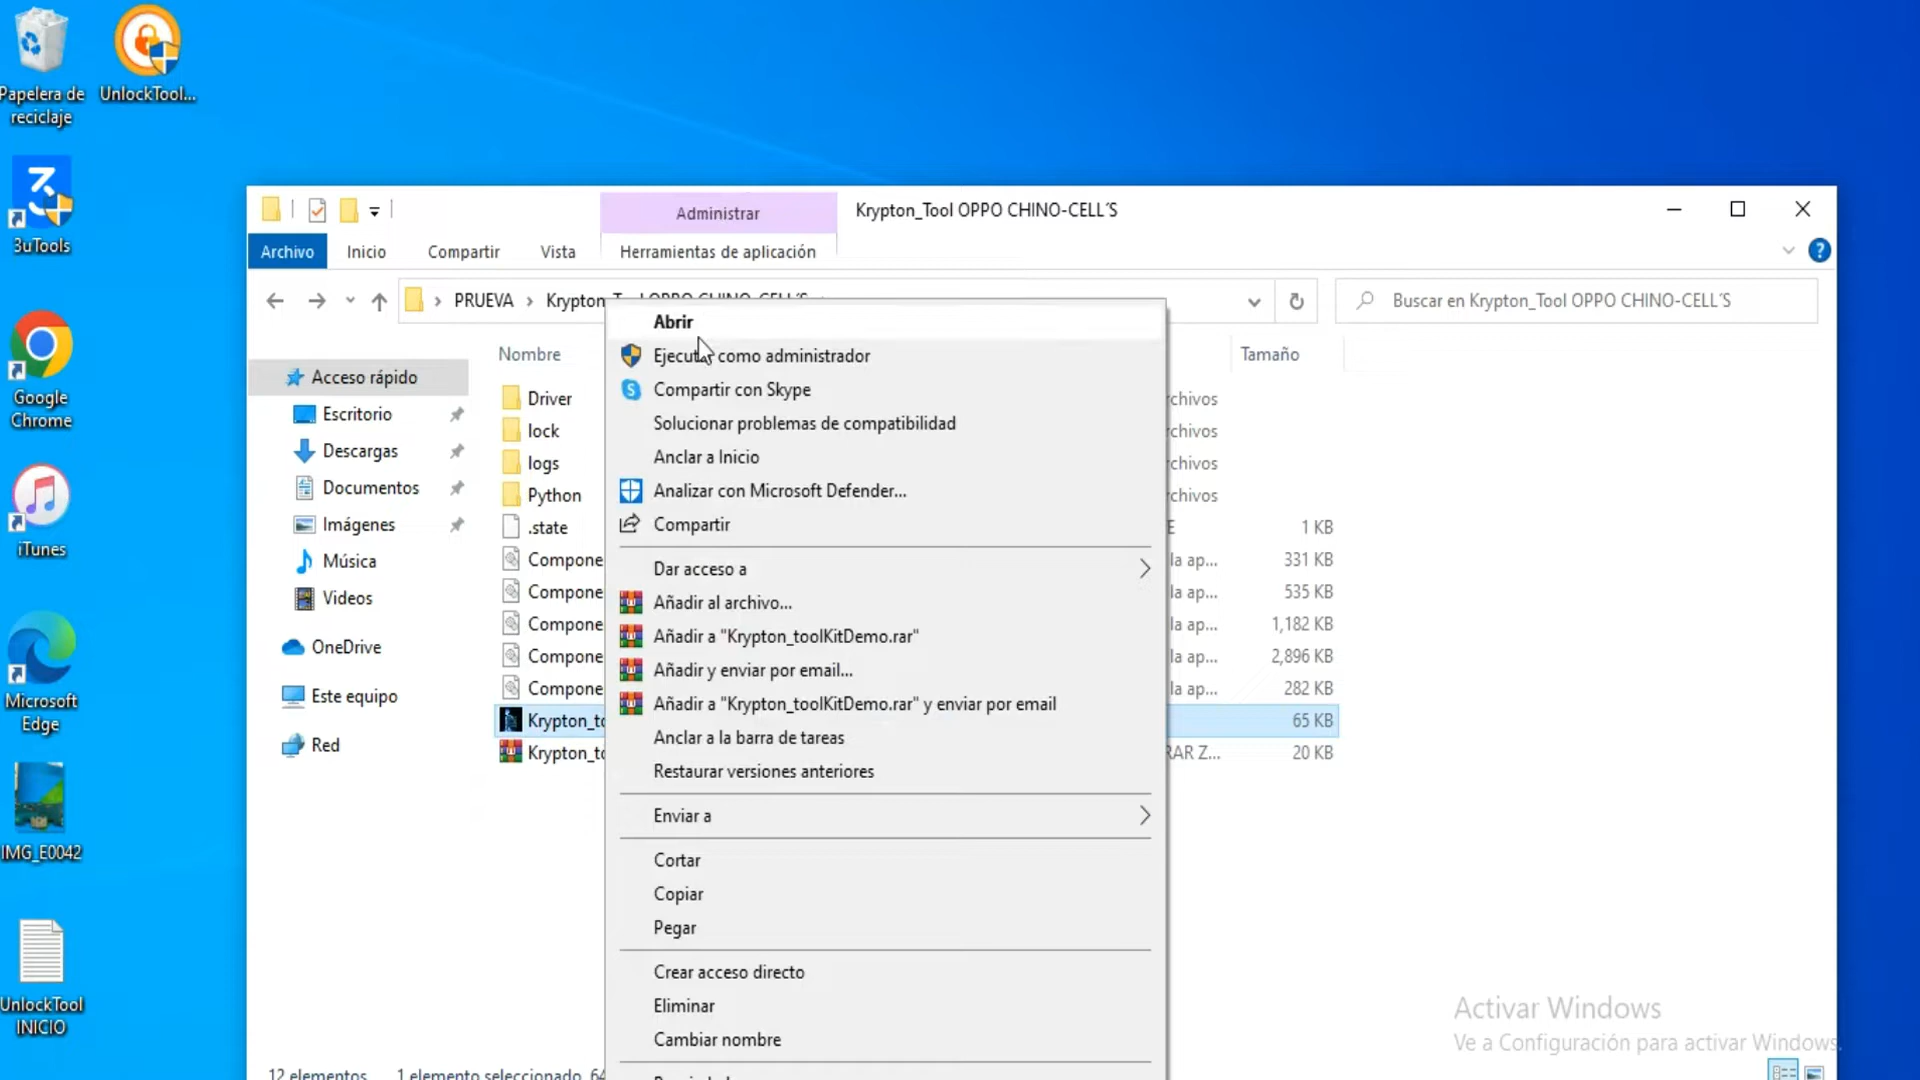 Papelera de
reciclaje
UnlockTool...
3uTools
Google
Chrome
iTunes
Microsoft
Edge
IMG_E0042
UnlockTool
INICIO
Administrar
Krypton_Tool OPPO CHINO-CELL´S
Archivo
Inicio
Compartir
Vista
Herramientas de aplicación
PRUEVA
Krypton_Tool OPPO CHINO-CELL´S
Buscar en Krypton_Tool OPPO CHINO-CELL´S
Nombre
Tamaño
Acceso rápido
Escritorio
Descargas
Documentos
Imágenes
Música
Videos
OneDrive
Este equipo
Red
Driver
rchivos
lock
rchivos
logs
rchivos
Python
rchivos
.state
E
1 KB
Compone
la ap...
331 KB
Compone
la ap...
535 KB
Compone
la ap...
1,182 KB
Compone
la ap...
2,896 KB
Compone
la ap...
282 KB
Krypton_to
65 KB
Krypton_to
RAR Z...
20 KB
Abrir
Ejecutar como administrador
Compartir con Skype
Solucionar problemas de compatibilidad
Anclar a Inicio
Analizar con Microsoft Defender...
Compartir
Dar acceso a
Añadir al archivo...
Añadir a "Krypton_toolKitDemo.rar"
Añadir y enviar por email...
Añadir a "Krypton_toolKitDemo.rar" y enviar por email
Anclar a la barra de tareas
Restaurar versiones anteriores
Enviar a
Cortar
Copiar
Pegar
Crear acceso directo
Eliminar
Cambiar nombre
12 elementos
1 elemento seleccionado
Activar Windows
Ve a Configuración para activar Windows.